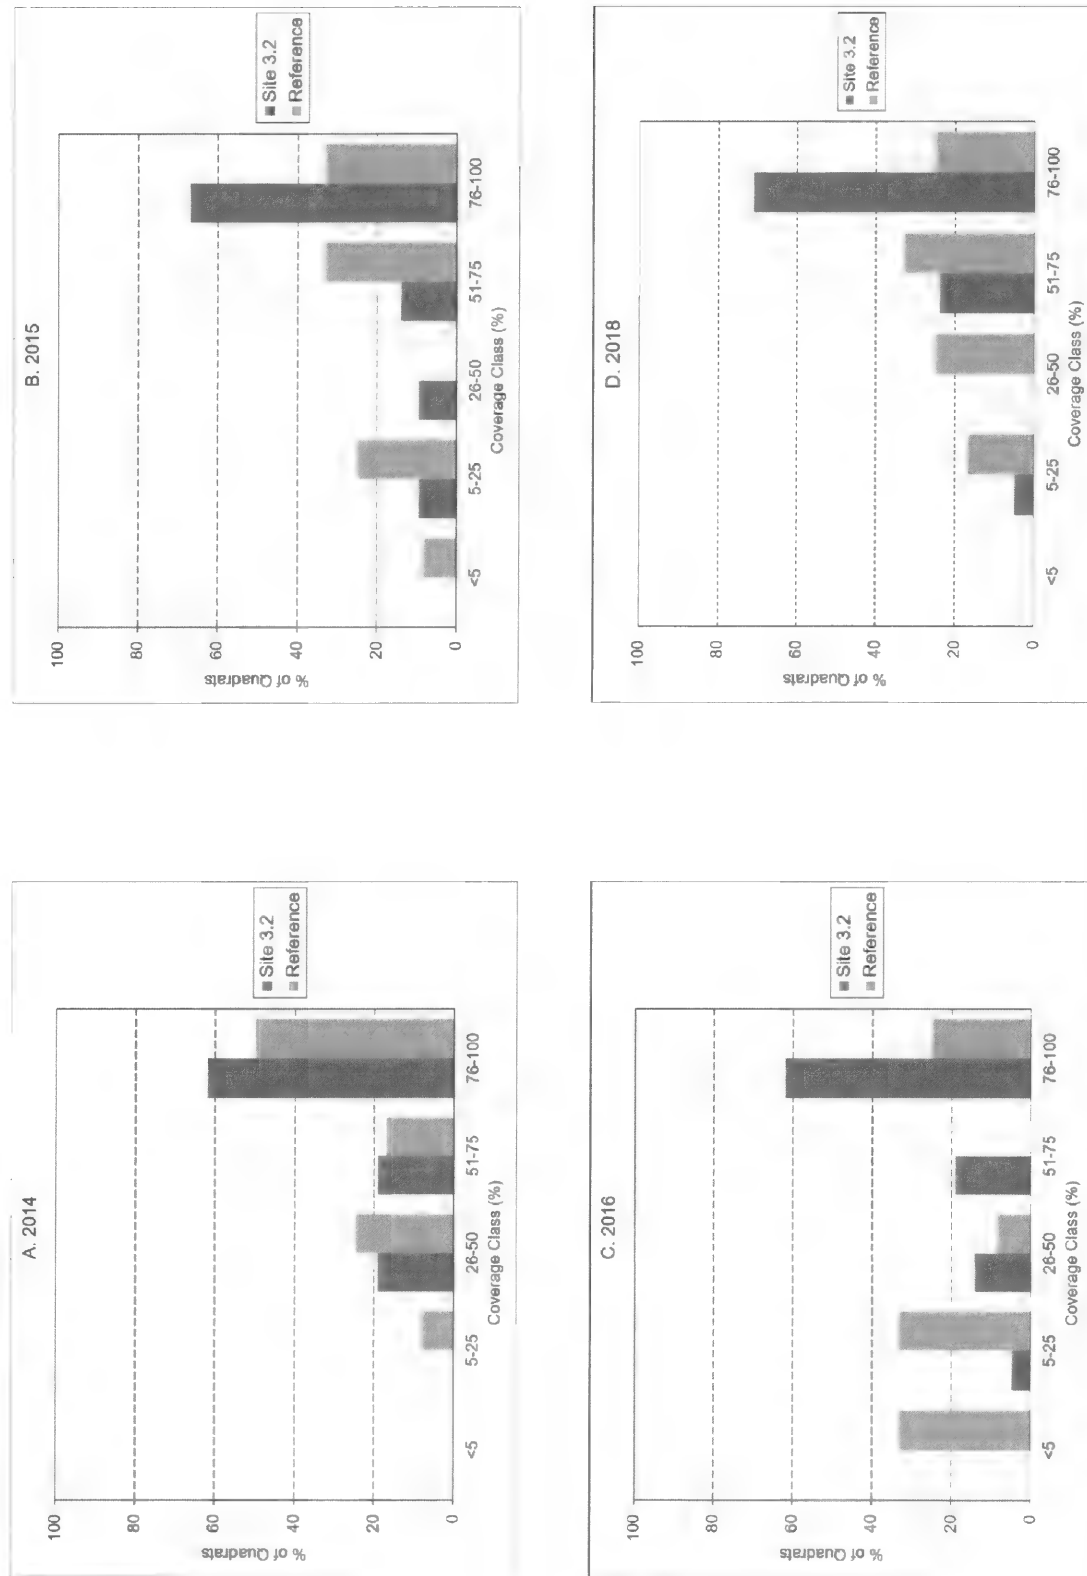 A. 2014
% of Quadrats
100
80
60
40
20
0
<5
5-25
26-50
51-75
76-100
Coverage Class (%)
Site 3.2
Reference
B. 2015
% of Quadrats
100
80
60
40
20
0
<5
5-25
26-50
51-75
76-100
Coverage Class (%)
Site 3.2
Reference
C. 2016
% of Quadrats
100
80
60
40
20
0
<5
5-25
26-50
51-75
76-100
Coverage Class (%)
Site 3.2
Reference
D. 2018
% of Quadrats
100
80
60
40
20
0
<5
5-25
26-50
51-75
76-100
Coverage Class (%)
Site 3.2
Reference